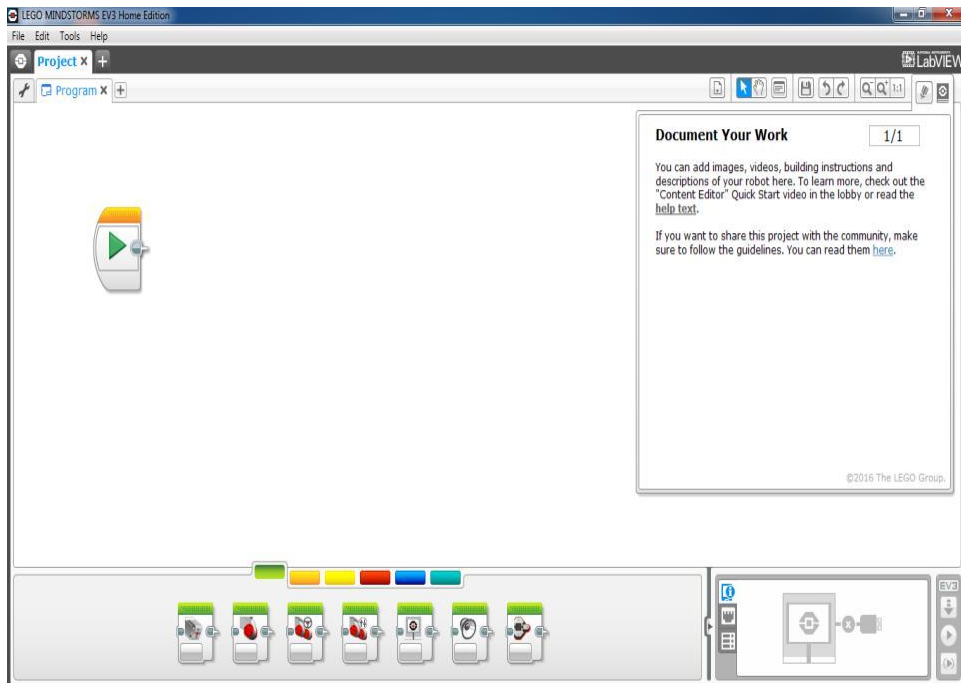 LEGO MINDSTORMS EV3 Home Edition
File Edit Tools Help
Project
LabVIEW
Program
1:1
Document Your Work
1/1
You can add images, videos, building instructions and
descriptions of your robot here. To learn more, check out the
"Content Editor" Quick Start video in the lobby or read the
help text.
If you want to share this project with the community, make
sure to follow the guidelines. You can read them here.
©2016 The LEGO Group.
EV3